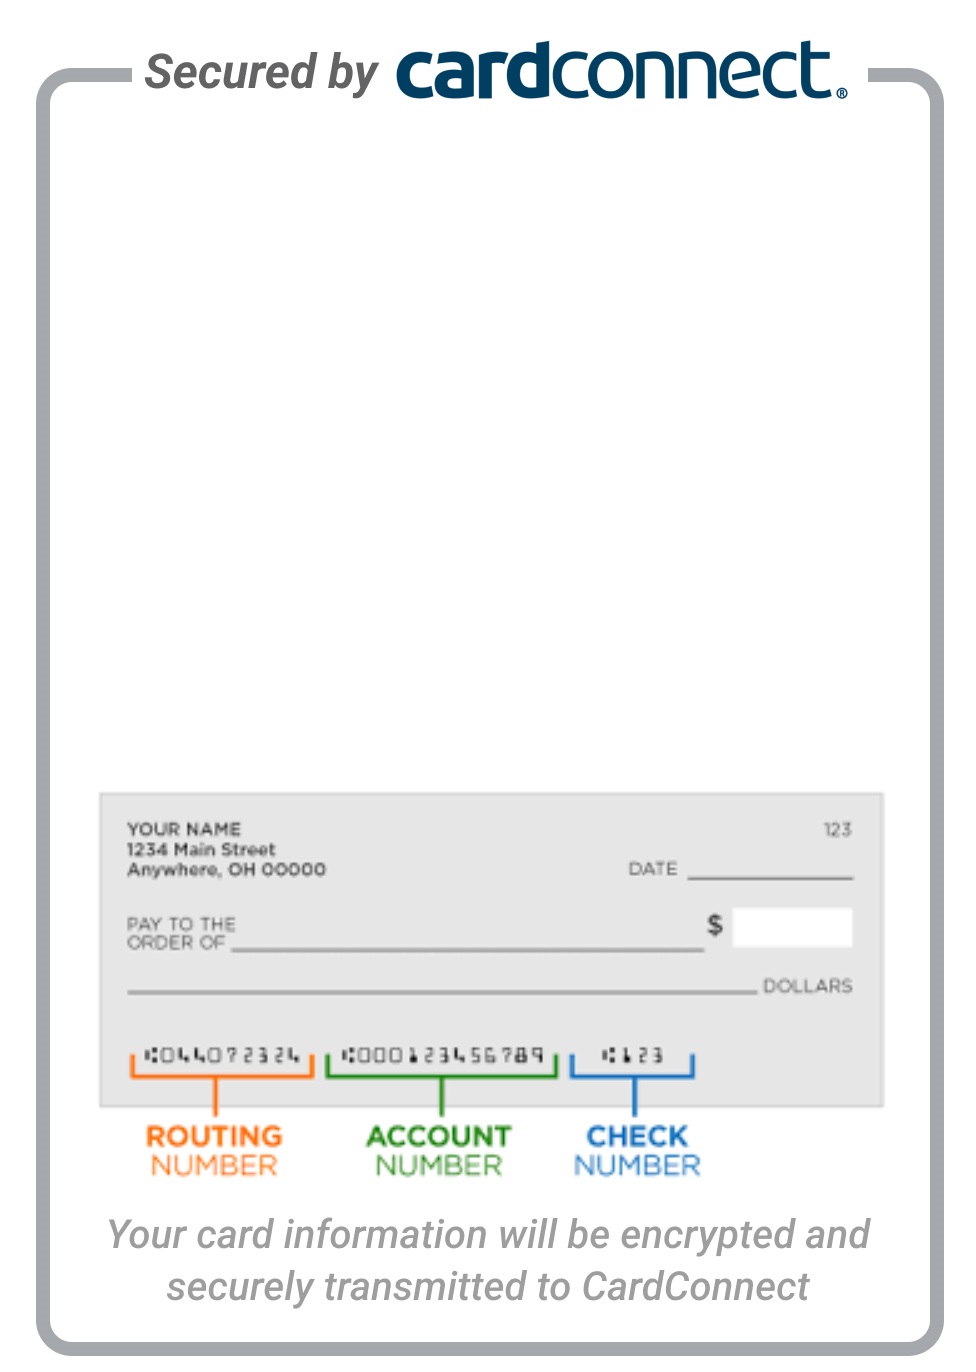 Secured by cardconnect®
YOUR NAME 123
1234 Main Street
Anywhere, OH 00000 DATE
PAY TO THE
ORDER OF $
DOLLARS
⑆044072324 ⑆000123456789 ⑆123
ROUTING ACCOUNT CHECK
NUMBER NUMBER NUMBER
Your card information will be encrypted and
securely transmitted to CardConnect